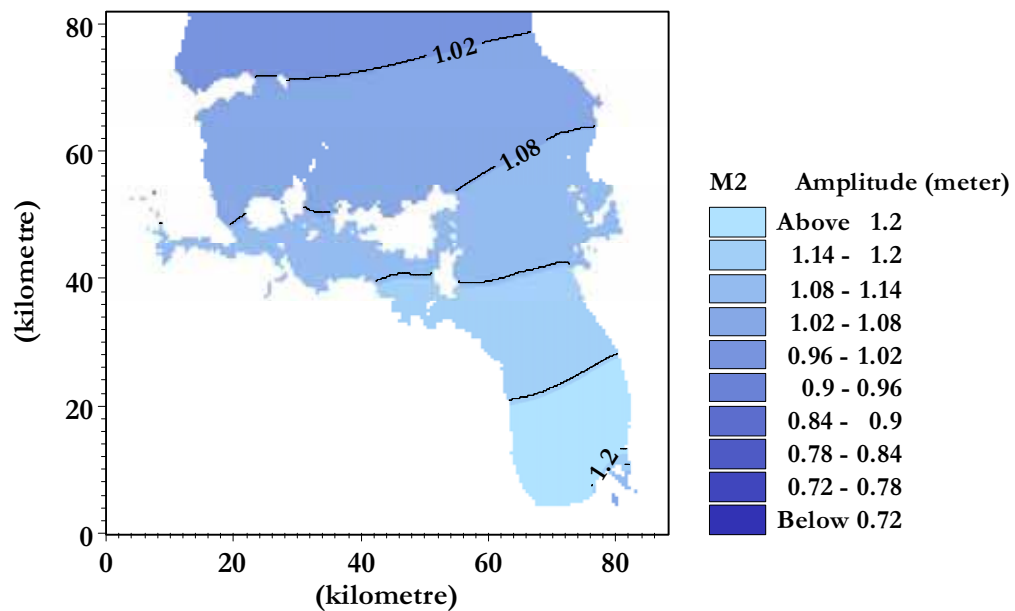 80
60
40
20
0
0 20 40 60 80
(kilometre)
(kilometre)
1.02
1.08
1.2
M2 Amplitude (meter)
Above 1.2
1.14 - 1.2
1.08 - 1.14
1.02 - 1.08
0.96 - 1.02
0.9 - 0.96
0.84 - 0.9
0.78 - 0.84
0.72 - 0.78
Below 0.72